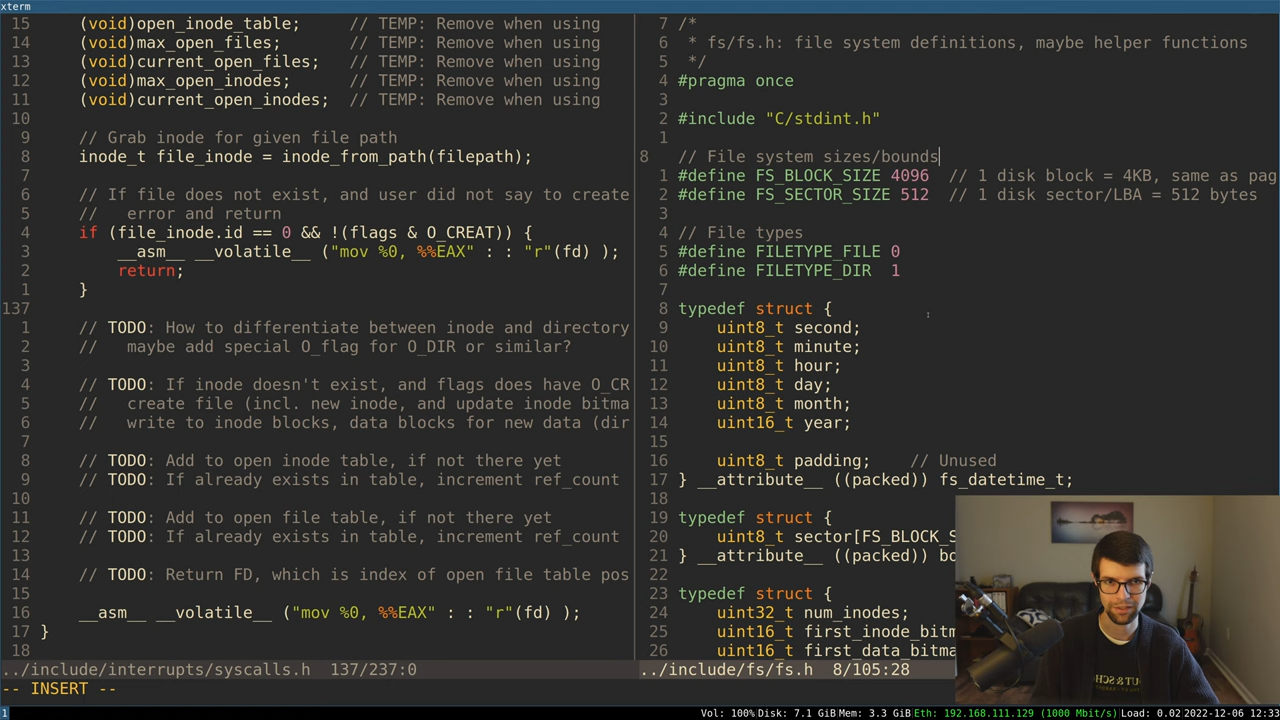 xterm
15 (void)open_inode_table; // TEMP: Remove when using
14 (void)max_open_files; // TEMP: Remove when using
13 (void)current_open_files; // TEMP: Remove when using
12 (void)max_open_inodes; // TEMP: Remove when using
11 (void)current_open_inodes; // TEMP: Remove when using
10
9 // Grab inode for given file path
8 inode_t file_inode = inode_from_path(filepath);
7
6 // If file does not exist, and user did not say to create
5 // error and return
4 if (file_inode.id == 0 && !(flags & O_CREAT)) {
3 __asm__ __volatile__ ("mov %0, %%EAX" : : "r"(fd) );
2 return;
1 }
137
1 // TODO: How to differentiate between inode and directory
2 // maybe add special O_flag for O_DIR or similar?
3
4 // TODO: If inode doesn't exist, and flags does have O_CR
5 // create file (incl. new inode, and update inode bitma
6 // write to inode blocks, data blocks for new data (dir
7
8 // TODO: Add to open inode table, if not there yet
9 // TODO: If already exists in table, increment ref_count
10
11 // TODO: Add to open file table, if not there yet
12 // TODO: If already exists in table, increment ref_count
13
14 // TODO: Return FD, which is index of open file table pos
15
16 __asm__ __volatile__ ("mov %0, %%EAX" : : "r"(fd) );
17 }
18
../include/interrupts/syscalls.h 137/237:0
-- INSERT --
7 /*
6 * fs/fs.h: file system definitions, maybe helper functions
5 */
4 #pragma once
3
2 #include "C/stdint.h"
1
8 // File system sizes/bounds
1 #define FS_BLOCK_SIZE 4096 // 1 disk block = 4KB, same as pag
2 #define FS_SECTOR_SIZE 512 // 1 disk sector/LBA = 512 bytes
3
4 // File types
5 #define FILETYPE_FILE 0
6 #define FILETYPE_DIR 1
7
8 typedef struct {
9 uint8_t second;
10 uint8_t minute;
11 uint8_t hour;
12 uint8_t day;
13 uint8_t month;
14 uint16_t year;
15
16 uint8_t padding; // Unused
17 } __attribute__ ((packed)) fs_datetime_t;
18
19 typedef struct {
20 uint8_t sector[FS_BLOCK_S
21 } __attribute__ ((packed)) bo
22
23 typedef struct {
24 uint32_t num_inodes;
25 uint16_t first_inode_bitm
26 uint16_t first_data_bitma
../include/fs/fs.h 8/105:28
1 Vol: 100% Disk: 7.1 GiB Mem: 3.3 GiB Eth: 192.168.111.129 (1000 Mbit/s) Load: 0.02 2022-12-06 12:33